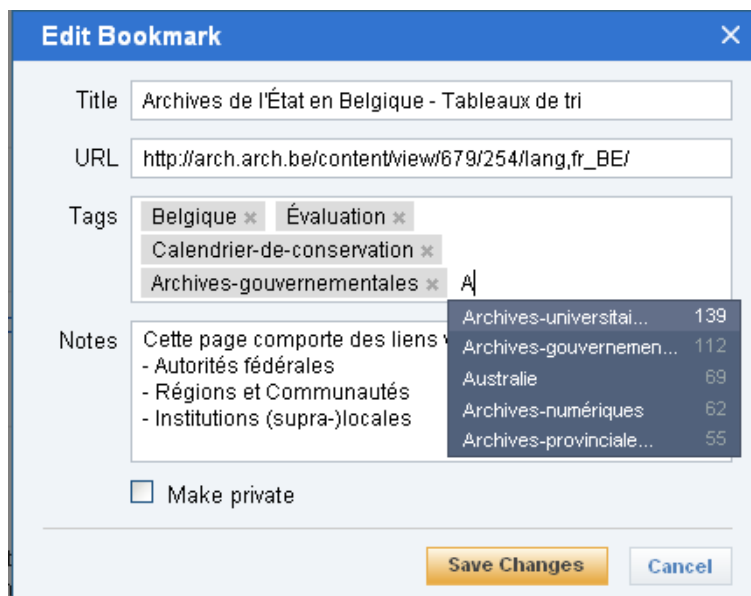 Edit Bookmark
Title Archives de l'État en Belgique - Tableaux de tri
URL http://arch.arch.be/content/view/679/254/lang,fr_BE/
Tags Belgique × Évaluation ×
Calendrier-de-conservation ×
Archives-gouvernementales × A
Archives-universitai... 139
Archives-gouvernemen... 112
Australie 69
Archives-numériques 62
Archives-provinciale... 55
Notes Cette page comporte des liens
- Autorités fédérales
- Régions et Communautés
- Institutions (supra-)locales
Make private
Save Changes Cancel